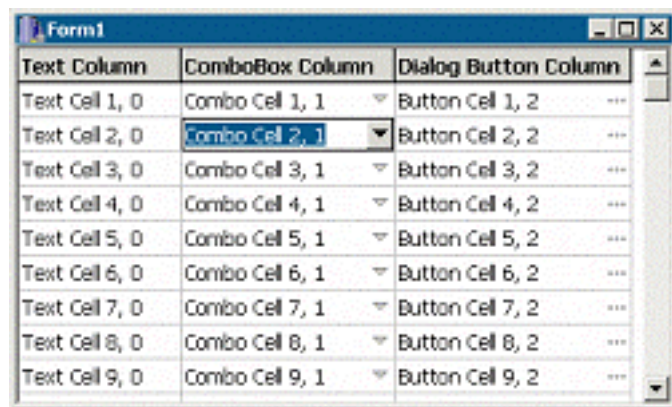 Form1
Text Column ComboBox Column Dialog Button Column
Text Cell 1, 0 Combo Cell 1, 1 Button Cell 1, 2 ...
Text Cell 2, 0 Combo Cell 2, 1 Button Cell 2, 2 ...
Text Cell 3, 0 Combo Cell 3, 1 Button Cell 3, 2 ...
Text Cell 4, 0 Combo Cell 4, 1 Button Cell 4, 2 ...
Text Cell 5, 0 Combo Cell 5, 1 Button Cell 5, 2 ...
Text Cell 6, 0 Combo Cell 6, 1 Button Cell 6, 2 ...
Text Cell 7, 0 Combo Cell 7, 1 Button Cell 7, 2 ...
Text Cell 8, 0 Combo Cell 8, 1 Button Cell 8, 2 ...
Text Cell 9, 0 Combo Cell 9, 1 Button Cell 9, 2 ...